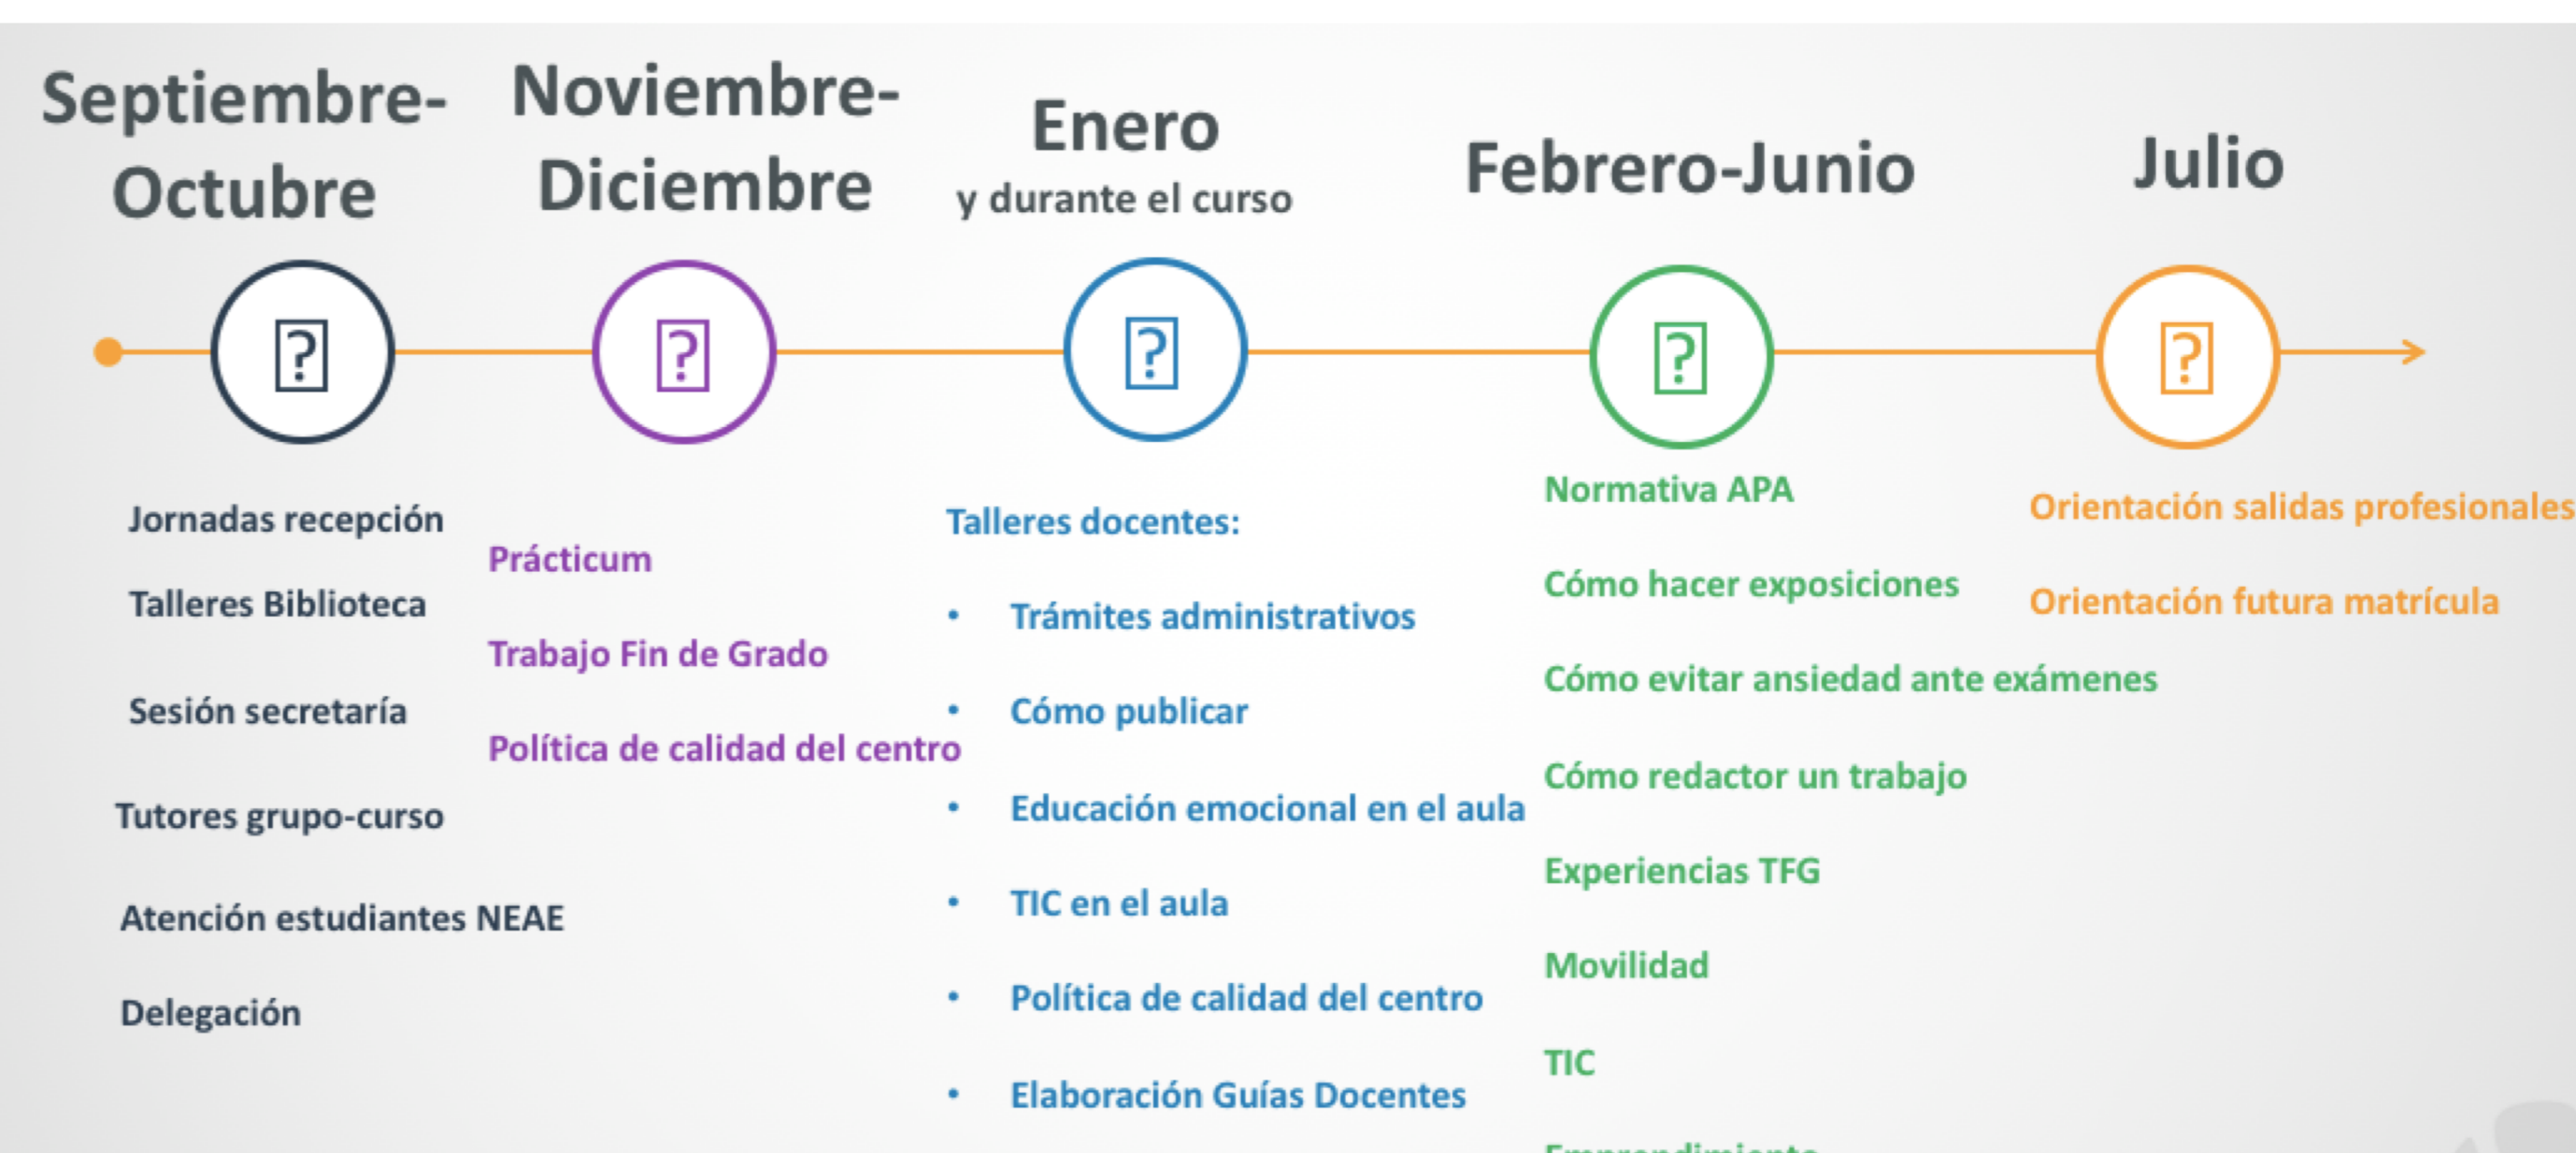 Septiembre-
Octubre
Noviembre-
Diciembre
Enero
y durante el curso
Febrero-Junio
Julio
Jornadas recepción
Talleres Biblioteca
Sesión secretaría
Tutores grupo-curso
Atención estudiantes NEAE
Delegación
Prácticum
Trabajo Fin de Grado
Política de calidad del centro
Talleres docentes:
• Trámites administrativos
• Cómo publicar
• Educación emocional en el aula
• TIC en el aula
• Política de calidad del centro
• Elaboración Guías Docentes
Normativa APA
Cómo hacer exposiciones
Cómo evitar ansiedad ante exámenes
Cómo redactor un trabajo
Experiencias TFG
Movilidad
TIC
Orientación salidas profesionales
Orientación futura matrícula